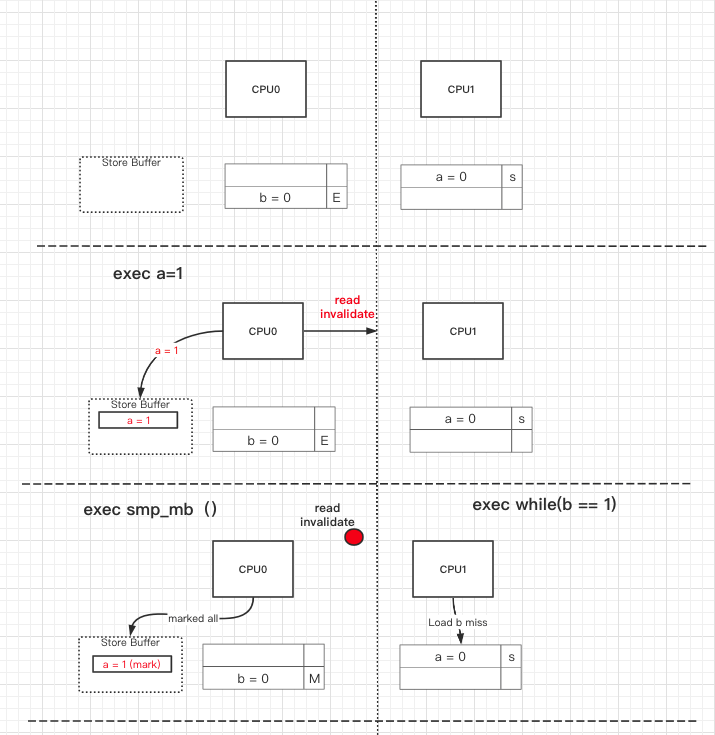 CPU0
CPU1
Store Buffer
a = 0 s
b = 0 E
exec a=1
read
invalidate
CPU0
CPU1
a = 1
Store Buffer
a = 1
a = 0 s
b = 0 E
exec smp_mb （）
read
invalidate
exec while(b == 1)
CPU0
CPU1
marked all
Load b miss
Store Buffer
a = 1 (mark)
a = 0 s
b = 0 M